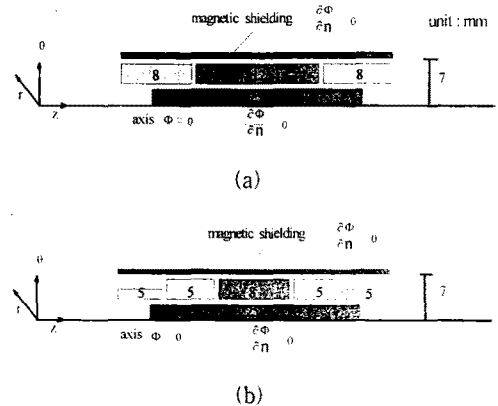 magnetic shielding ∂Φ/∂n 0 unit : mm
θ
8 8
7
r
z
axis Φ = 0 ∂Φ/∂n 0
(a)
magnetic shielding ∂Φ/∂n 0
θ
5 5 5 5
7
r
z
axis Φ 0 ∂Φ/∂n 0
(b)